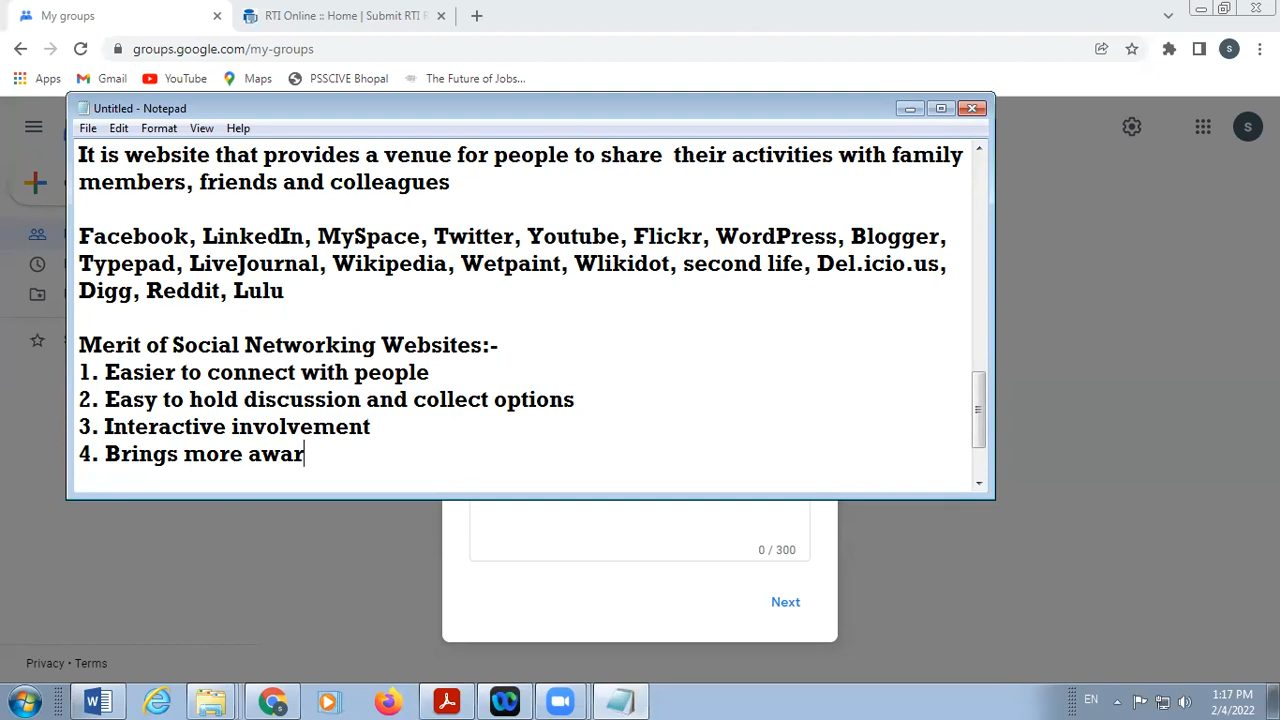 My groups
RTI Online :: Home | Submit RTI R
groups.google.com/my-groups
S
Apps
Gmail
YouTube
Maps
PSSCIVE Bhopal
The Future of Jobs...
Untitled - Notepad
File Edit Format View Help
S
It is website that provides a venue for people to share  their activities with family
members, friends and colleagues
Facebook, LinkedIn, MySpace, Twitter, Youtube, Flickr, WordPress, Blogger,
Typepad, LiveJournal, Wikipedia, Wetpaint, Wlikidot, second life, Del.icio.us,
Digg, Reddit, Lulu
Merit of Social Networking Websites:-
1. Easier to connect with people
2. Easy to hold discussion and collect options
3. Interactive involvement
4. Brings more awar
0 / 300
Next
Privacy • Terms
EN
1:17 PM
2/4/2022